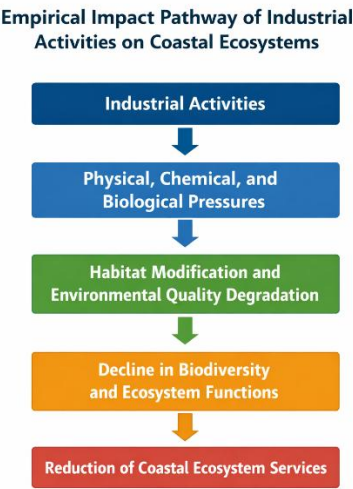 Empirical Impact Pathway of Industrial
Activities on Coastal Ecosystems
Industrial Activities
Physical, Chemical, and
Biological Pressures
Habitat Modification and
Environmental Quality Degradation
Decline in Biodiversity
and Ecosystem Functions
Reduction of Coastal Ecosystem Services